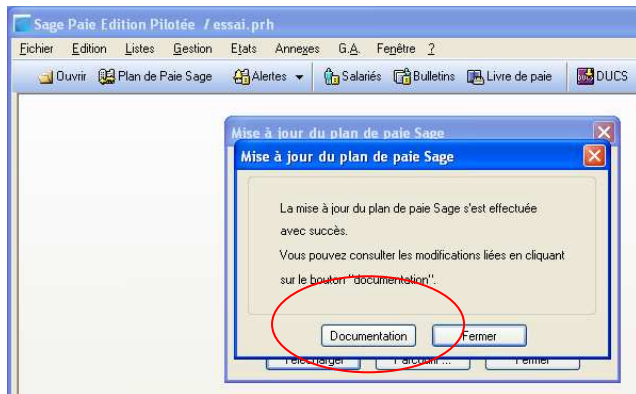 Sage Paie Edition Pilotée / essai.prh
Fichier Edition Listes Gestion Etats Annexes G.A. Fenêtre ?
Ouvrir Plan de Paie Sage Alertes Salariés Bulletins Livre de paie DUCS
Mise à jour du plan de paie Sage
Mise à jour du plan de paie Sage
La mise à jour du plan de paie Sage s'est effectuée
avec succès.
Vous pouvez consulter les modifications liées en cliquant
sur le bouton "documentation".
Documentation Fermer
Télécharger Parcourir ... Fermer